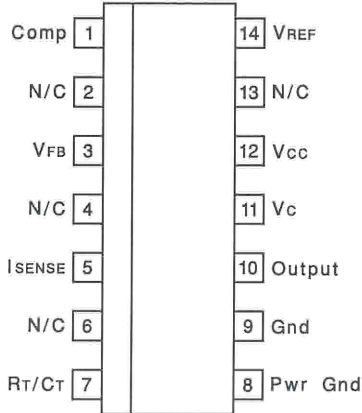 Comp 1 14 VREF
N/C 2 13 N/C
VFB 3 12 Vcc
N/C 4 11 Vc
ISENSE 5 10 Output
N/C 6 9 Gnd
RT/CT 7 8 Pwr Gnd